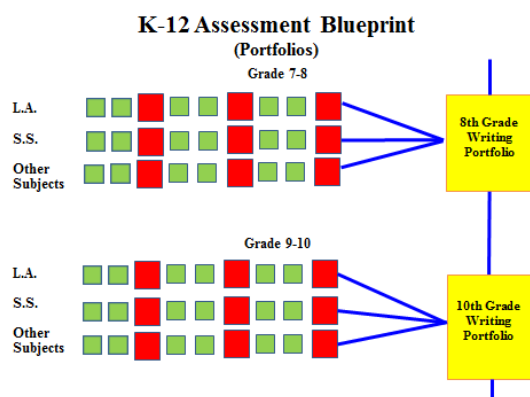 K-12 Assessment Blueprint
(Portfolios)
Grade 7-8
L.A.
S.S.
Other
Subjects
8th Grade
Writing
Portfolio
Grade 9-10
L.A.
S.S.
Other
Subjects
10th Grade
Writing
Portfolio